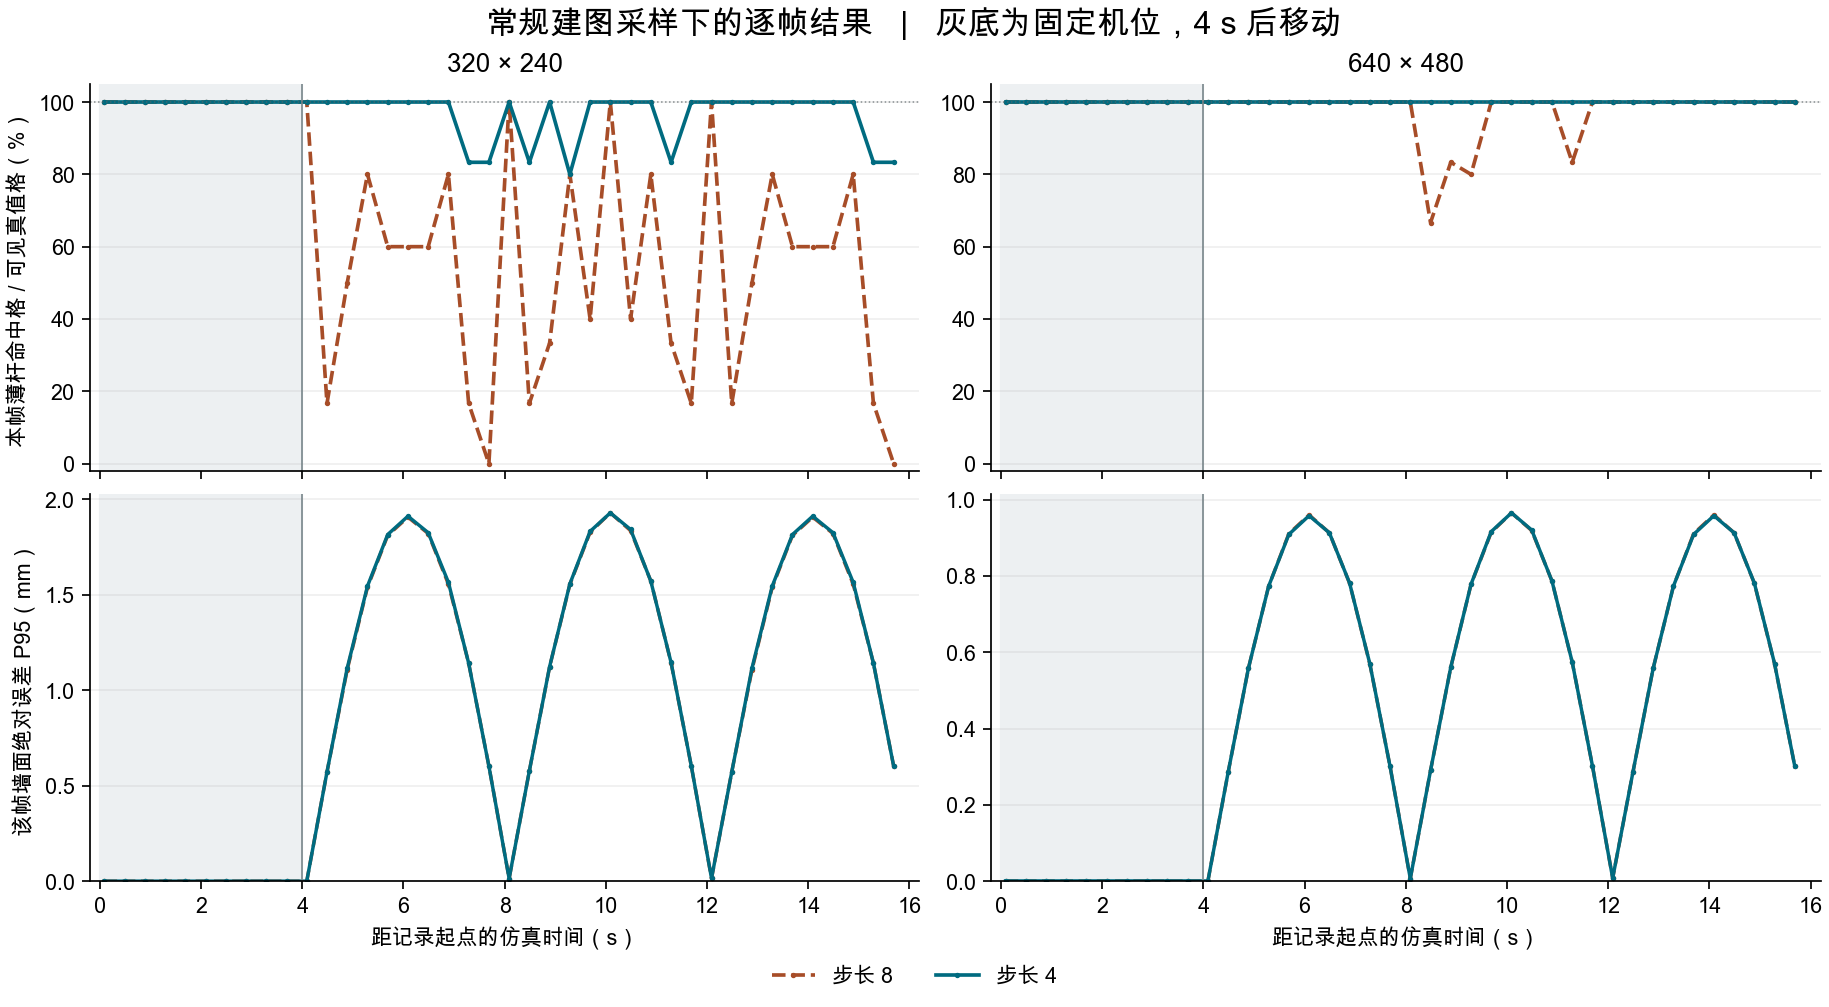 常规建图采样下的逐帧结果 | 灰底为固定机位，4 s 后移动
320 × 240
640 × 480
本帧薄杆命中格 / 可见真值格（%）
100
80
60
40
20
0
100
80
60
40
20
0
该帧墙面绝对误差 P95（mm）
2.0
1.5
1.0
0.5
0.0
1.0
0.8
0.6
0.4
0.2
0.0
0 2 4 6 8 10 12 14 16
0 2 4 6 8 10 12 14 16
距记录起点的仿真时间（s）
距记录起点的仿真时间（s）
步长 8
步长 4